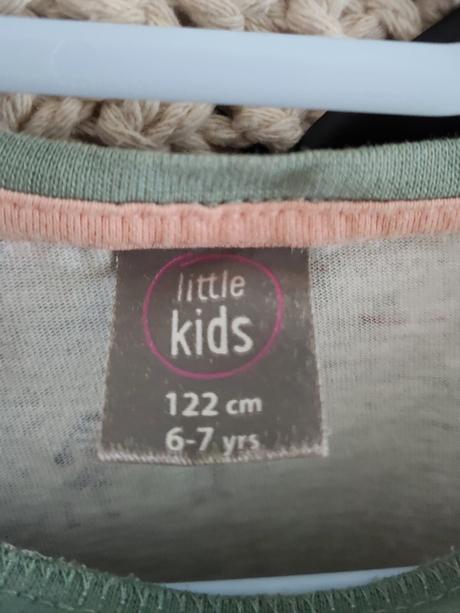 little
kids
122 cm
6-7 yrs